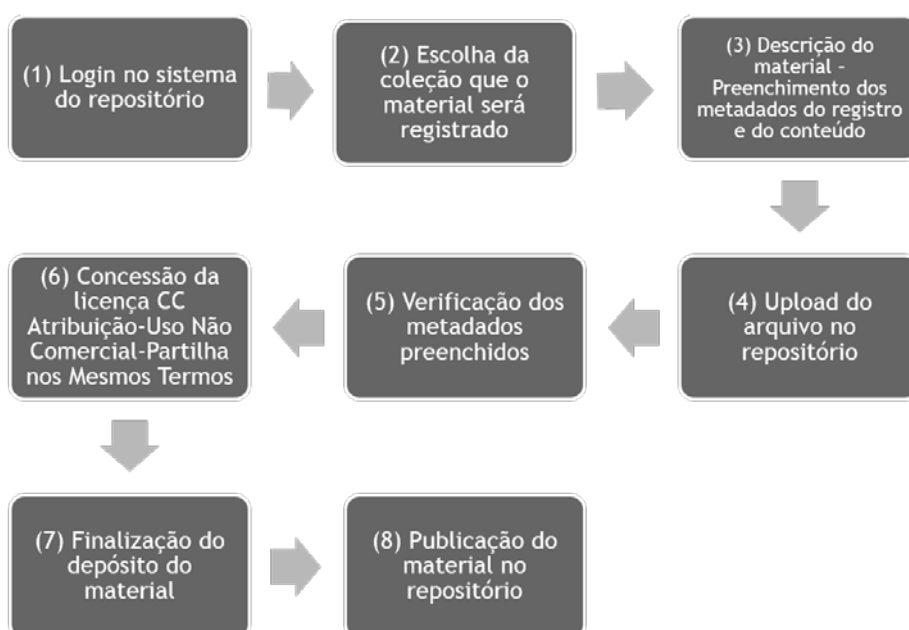 (1) Login no sistema
do repositório
(2) Escolha da
coleção que o
material será
registrado
(3) Descrição do
material –
Preenchimento dos
metadados do registro
e do conteúdo
(4) Upload do
arquivo no
repositório
(5) Verificação dos
metadados
preenchidos
(6) Concessão da
licença CC
Atribuição-Uso Não
Comercial-Partilha
nos Mesmos Termos
(7) Finalização do
depósito do
material
(8) Publicação do
material no
repositório